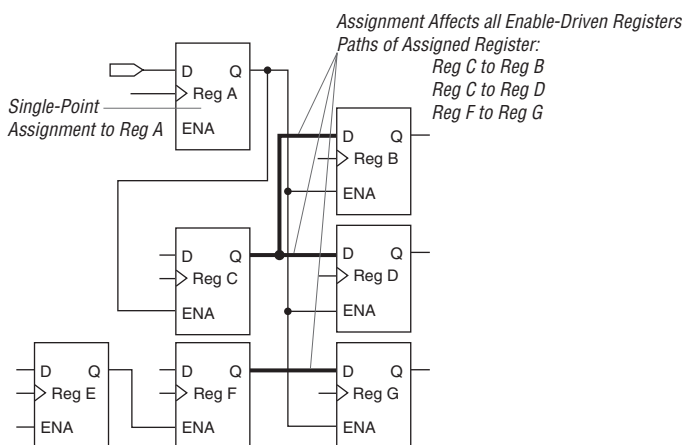 Assignment Affects all Enable-Driven Registers
Paths of Assigned Register:
Reg C to Reg B
Reg C to Reg D
Reg F to Reg G
D Q
Reg A
ENA
Single-Point
Assignment to Reg A
D Q
Reg B
ENA
D Q
Reg C
ENA
D Q
Reg D
ENA
D Q
Reg E
ENA
D Q
Reg F
ENA
D Q
Reg G
ENA